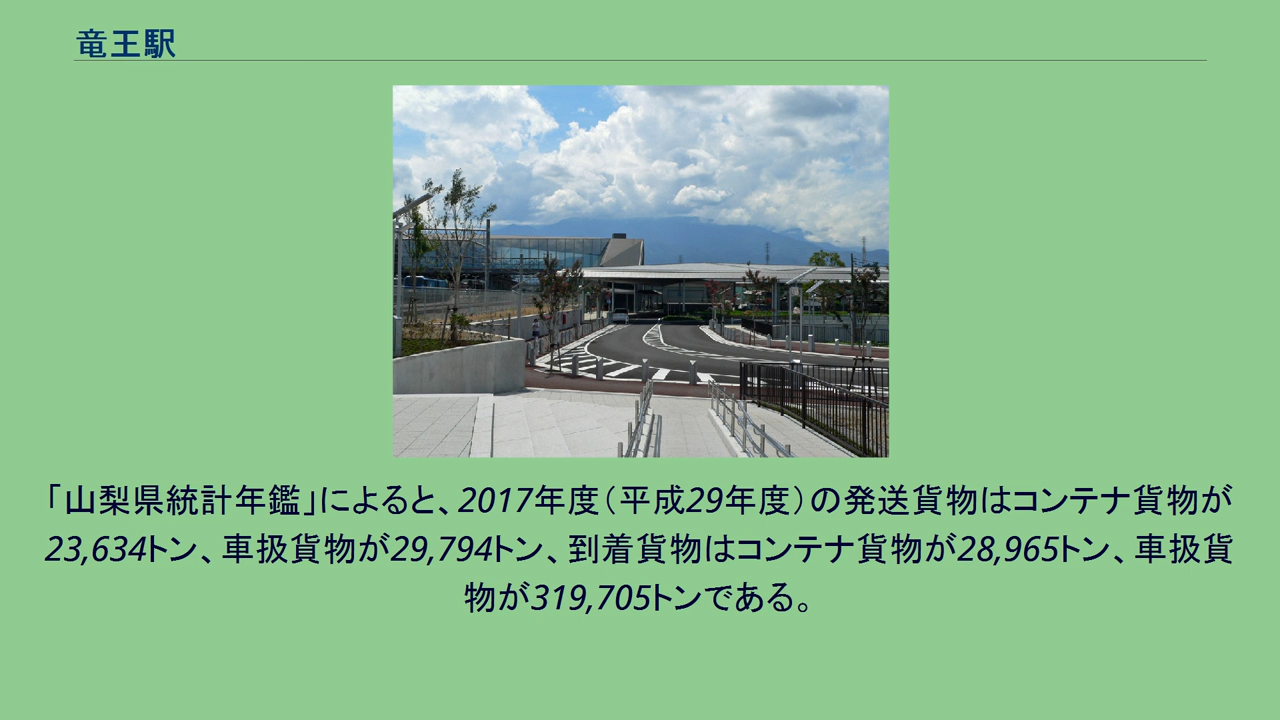 竜王駅
「山梨県統計年鑑」によると、2017年度（平成29年度）の発送貨物はコンテナ貨物が
23,634トン、車扱貨物が29,794トン、到着貨物はコンテナ貨物が28,965トン、車扱貨
物が319,705トンである。